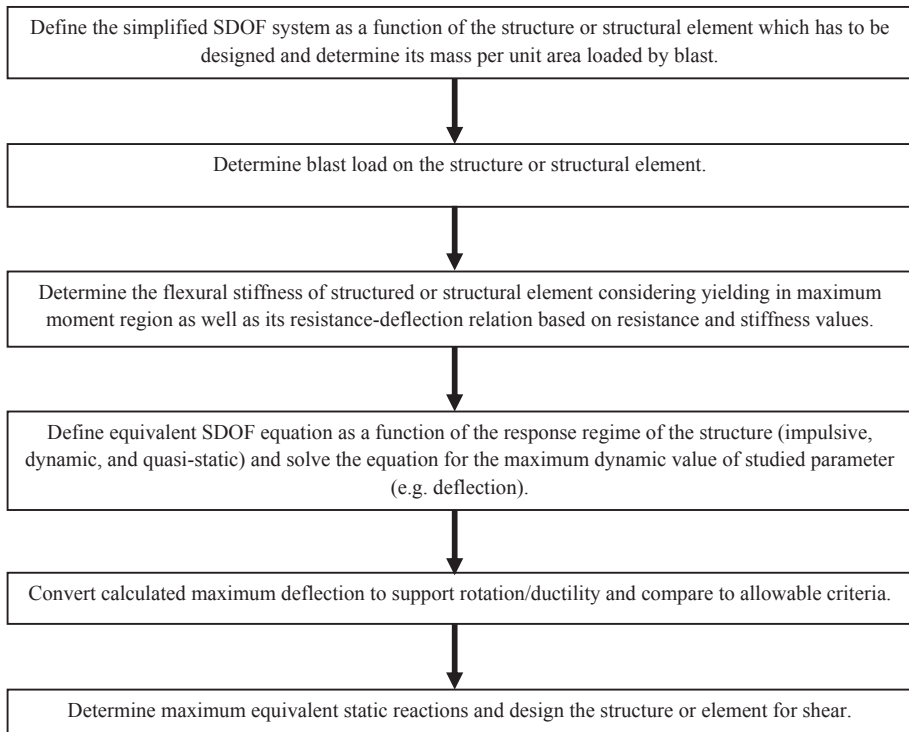 Define the simplified SDOF system as a function of the structure or structural element which has to be
designed and determine its mass per unit area loaded by blast.
Determine blast load on the structure or structural element.
Determine the flexural stiffness of structured or structural element considering yielding in maximum
moment region as well as its resistance-deflection relation based on resistance and stiffness values.
Define equivalent SDOF equation as a function of the response regime of the structure (impulsive,
dynamic, and quasi-static) and solve the equation for the maximum dynamic value of studied parameter
(e.g. deflection).
Convert calculated maximum deflection to support rotation/ductility and compare to allowable criteria.
Determine maximum equivalent static reactions and design the structure or element for shear.